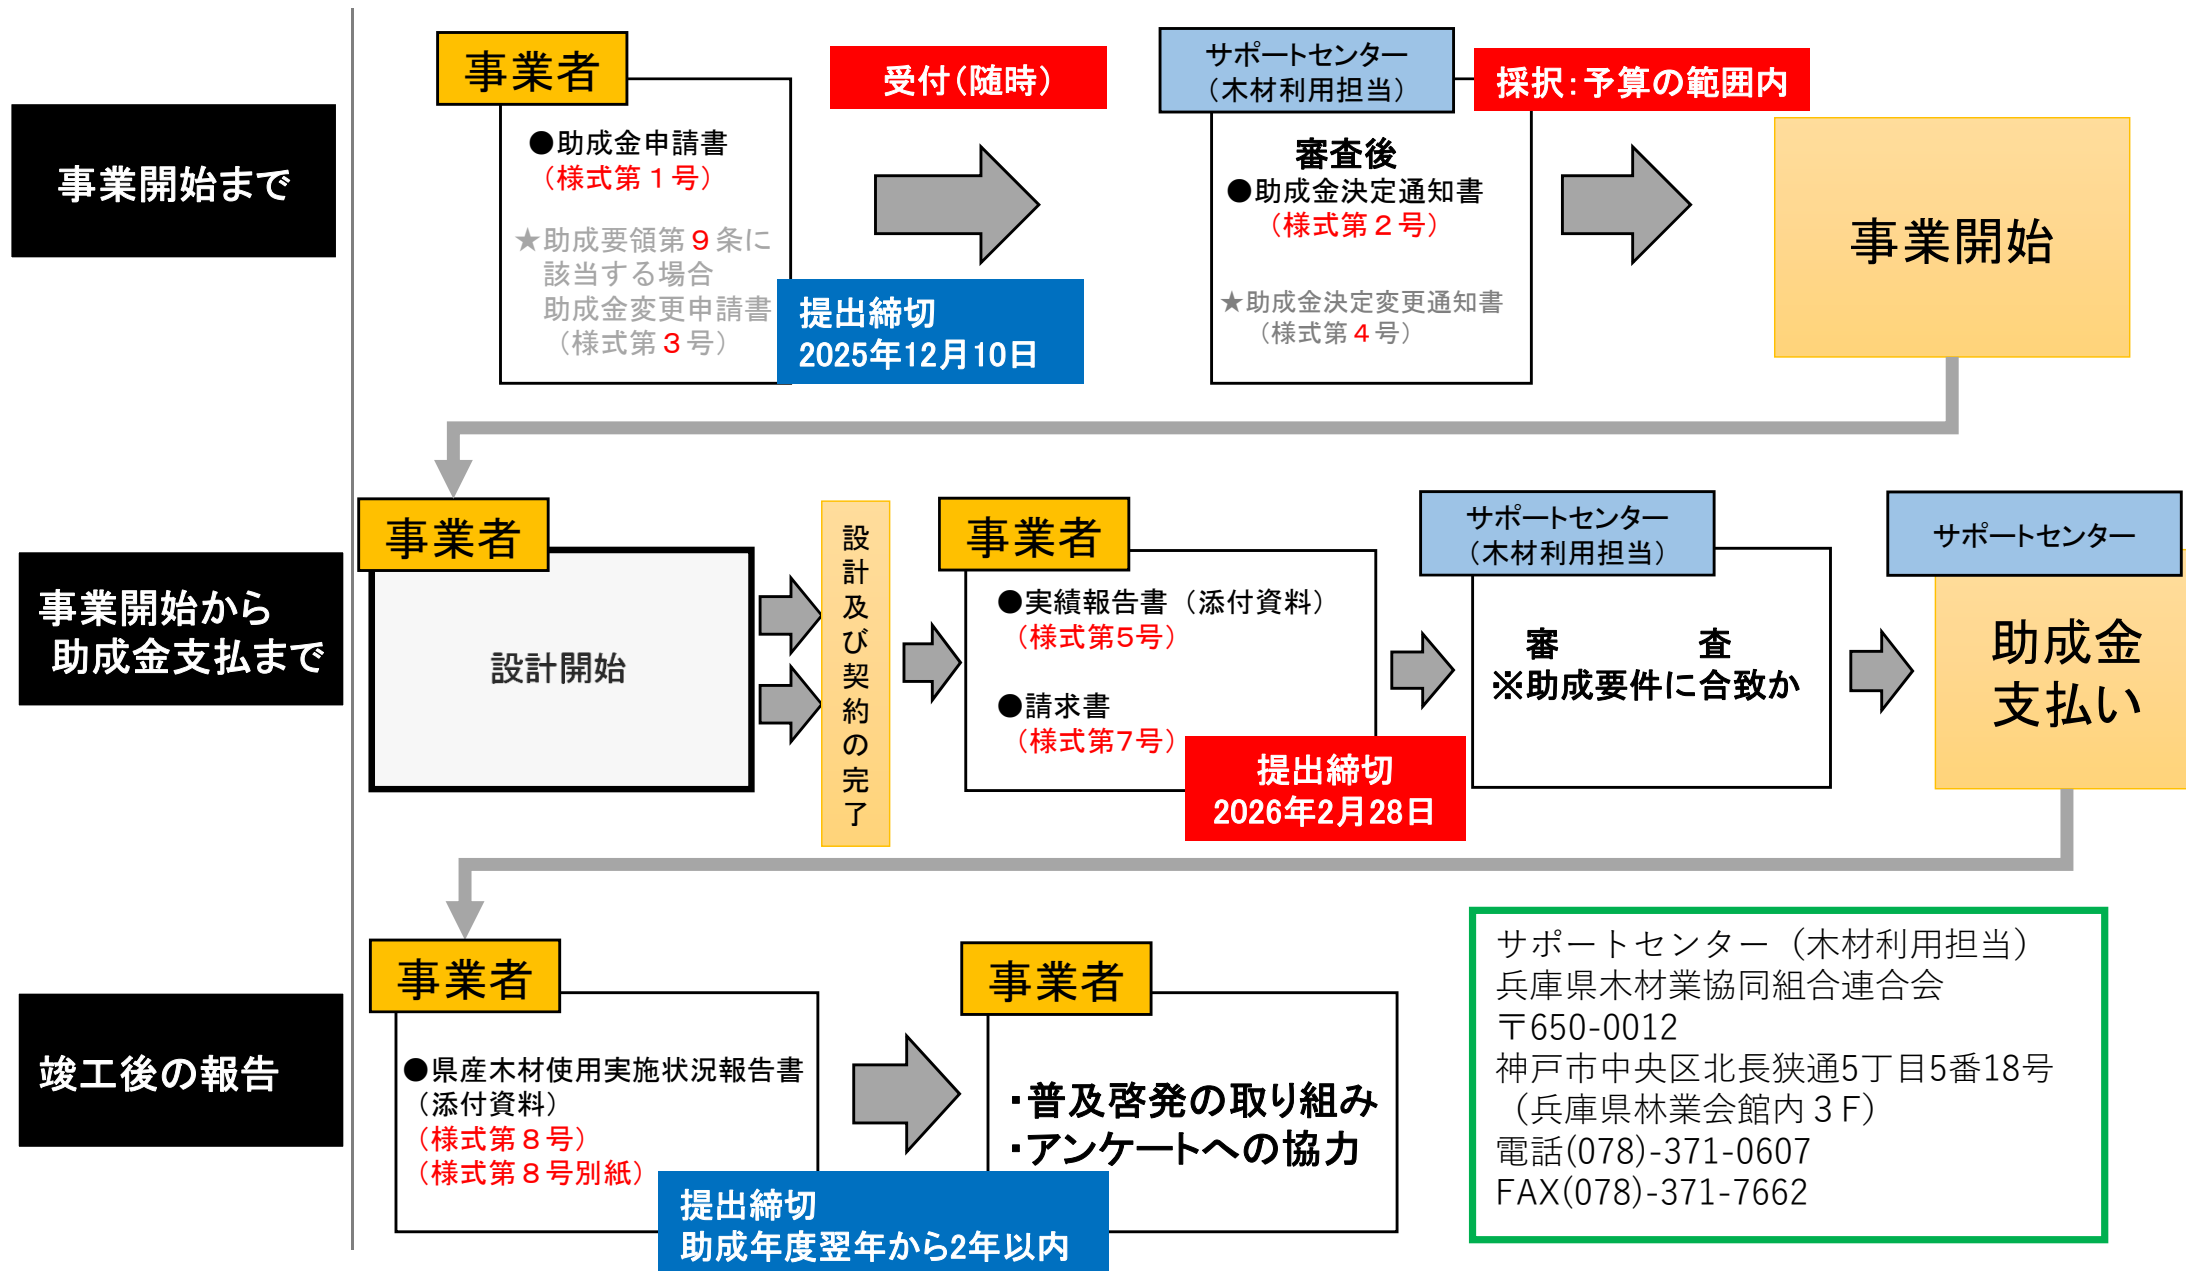 事業開始まで
事業者
●助成金申請書
（様式第１号）
★助成要領第９条に
該当する場合
助成金変更申請書
（様式第３号）
提出締切
2025年12月10日
受付（随時）
サポートセンター
（木材利用担当）
採択：予算の範囲内
審査後
●助成金決定通知書
（様式第２号）
★助成金決定変更通知書
（様式第４号）
事業開始
事業開始から
助成金支払まで
事業者
設計開始
設計及び契約の完了
事業者
●実績報告書（添付資料）
（様式第5号）
●請求書
（様式第7号）
提出締切
2026年2月28日
サポートセンター
（木材利用担当）
審　　　　査
※助成要件に合致か
サポートセンター
助成金
支払い
竣工後の報告
事業者
●県産木材使用実施状況報告書
（添付資料）
（様式第８号）
（様式第８号別紙）
提出締切
助成年度翌年から2年以内
事業者
・普及啓発の取り組み
・アンケートへの協力
サポートセンター（木材利用担当）
兵庫県木材業協同組合連合会
〒650-0012
神戸市中央区北長狭通5丁目5番18号
（兵庫県林業会館内３F）
電話(078)-371-0607
FAX(078)-371-7662